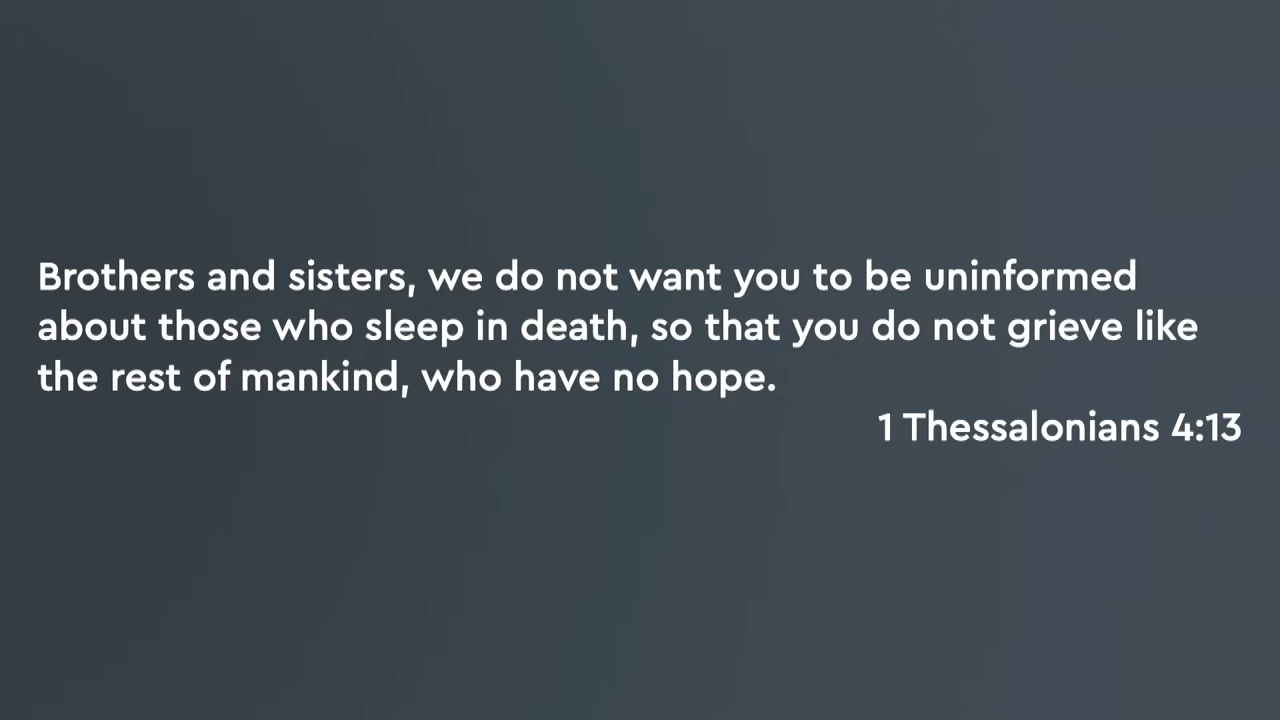 Brothers and sisters, we do not want you to be uninformed
about those who sleep in death, so that you do not grieve like
the rest of mankind, who have no hope.
1 Thessalonians 4:13